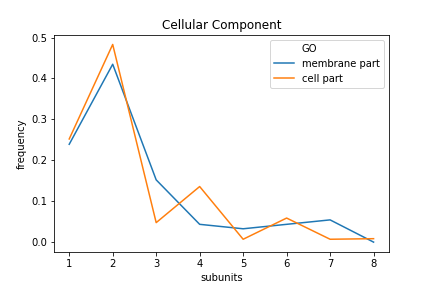 Cellular Component
GO
membrane part
cell part
frequency
0.5
0.4
0.3
0.2
0.1
0.0
1 2 3 4 5 6 7 8
subunits